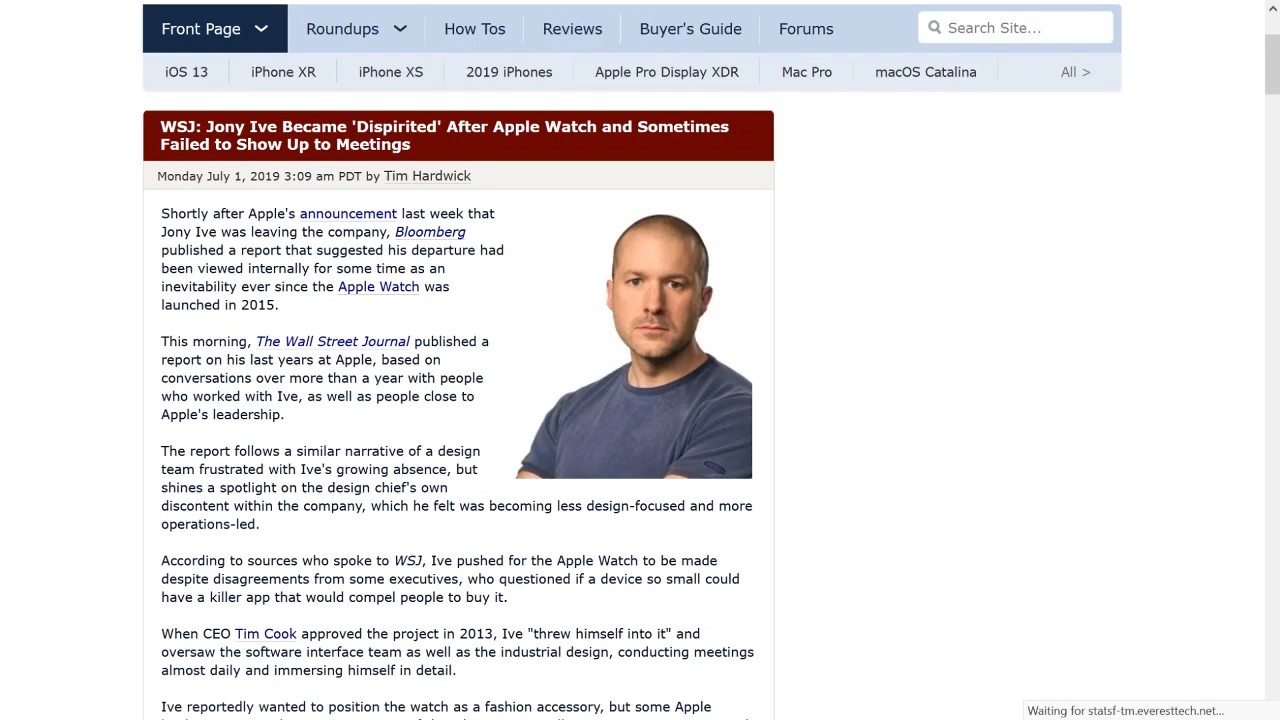 Front Page Roundups How Tos Reviews Buyer's Guide Forums Search Site...
iOS 13 iPhone XR iPhone XS 2019 iPhones Apple Pro Display XDR Mac Pro macOS Catalina All >
WSJ: Jony Ive Became 'Dispirited' After Apple Watch and Sometimes
Failed to Show Up to Meetings
Monday July 1, 2019 3:09 am PDT by Tim Hardwick
Shortly after Apple's announcement last week that
Jony Ive was leaving the company, Bloomberg
published a report that suggested his departure had
been viewed internally for some time as an
inevitability ever since the Apple Watch was
launched in 2015.
This morning, The Wall Street Journal published a
report on his last years at Apple, based on
conversations over more than a year with people
who worked with Ive, as well as people close to
Apple's leadership.
The report follows a similar narrative of a design
team frustrated with Ive's growing absence, but
shines a spotlight on the design chief's own
discontent within the company, which he felt was becoming less design-focused and more
operations-led.
According to sources who spoke to WSJ, Ive pushed for the Apple Watch to be made
despite disagreements from some executives, who questioned if a device so small could
have a killer app that would compel people to buy it.
When CEO Tim Cook approved the project in 2013, Ive "threw himself into it" and
oversaw the software interface team as well as the industrial design, conducting meetings
almost daily and immersing himself in detail.
Ive reportedly wanted to position the watch as a fashion accessory, but some Apple
Waiting for statsf-tm.everesttech.net...